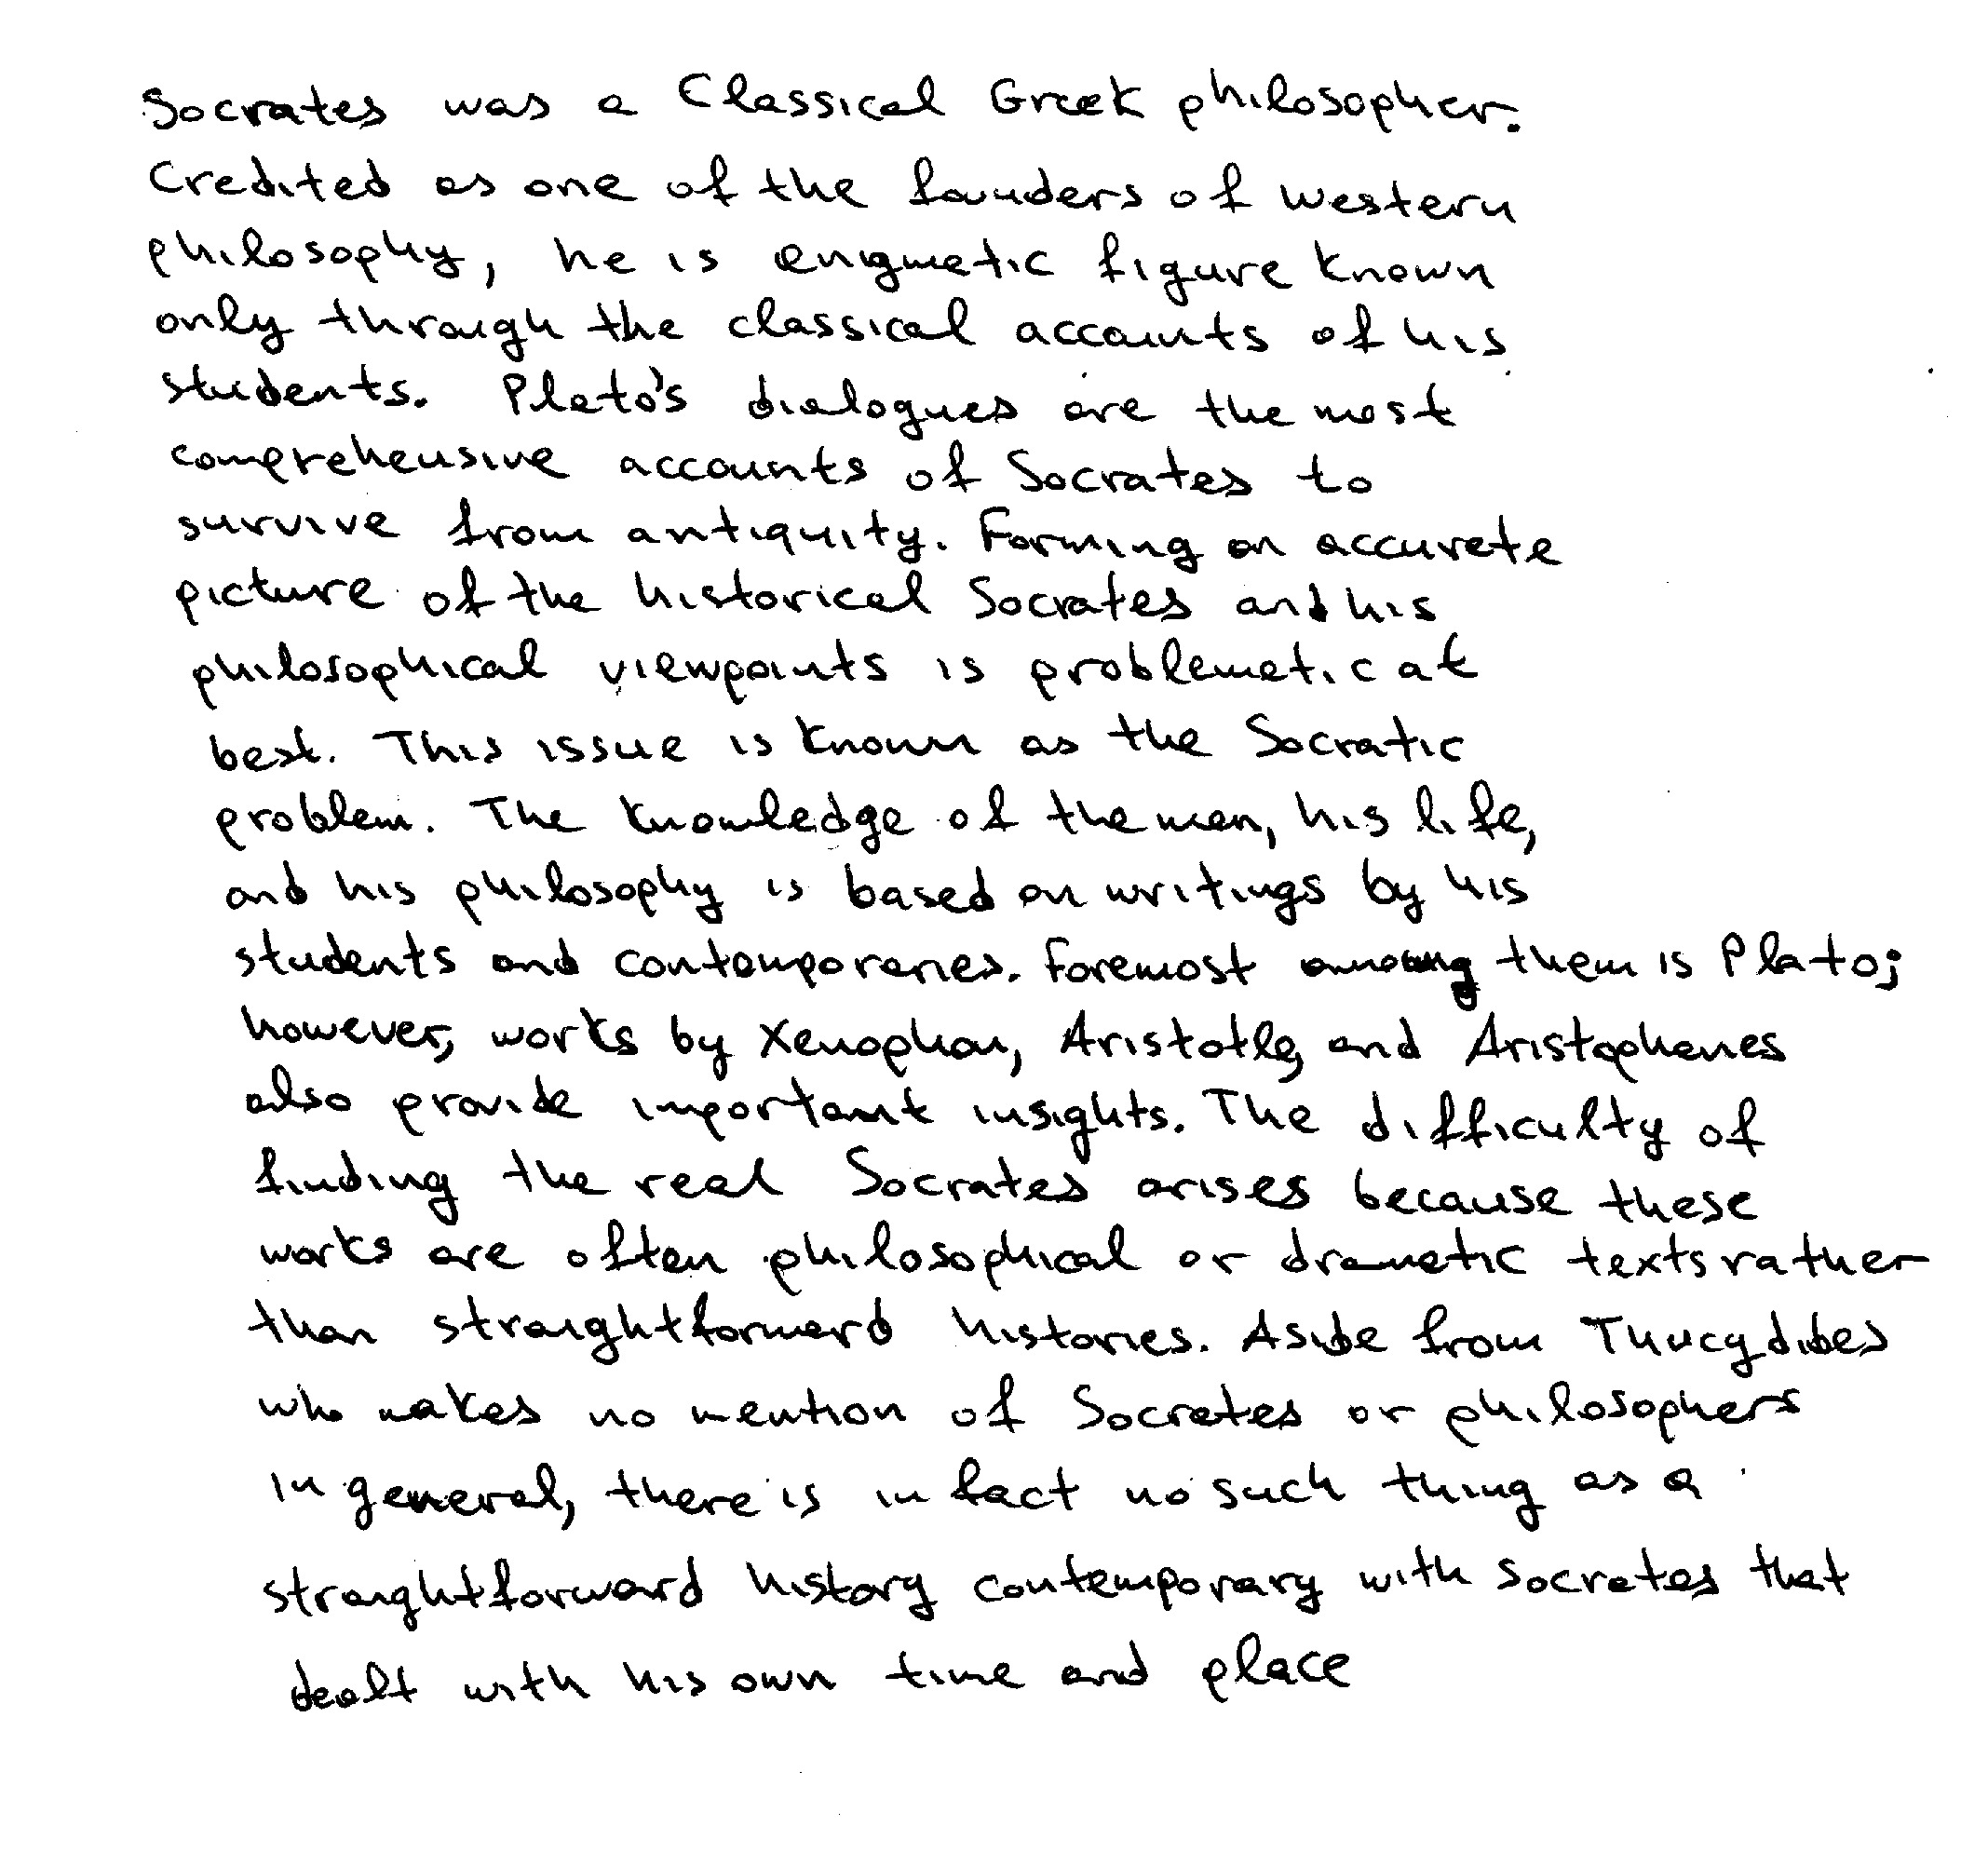 Socrates was a Classical Greek philosopher.
Credited as one of the founders of western
philosophy, he is enigmatic figure known
only through the classical accounts of his
students. Plato's dialogues are the most
comprehensive accounts of Socrates to
survive from antiquity. Forming an accurate
picture of the historical Socrates and his
philosophical viewpoints is problematic at
best. This issue is known as the Socratic
problem. The knowledge of the man, his life,
and his philosophy is based on writings by his
students and contemporaries. Foremost among them is Plato;
however, works by Xenophon, Aristotle, and Aristophanes
also provide important insights. The difficulty of
finding the real Socrates arises because these
works are often philosophical or dramatic texts rather
than straightforward histories. Aside from Thucydides
who makes no mention of Socrates or philosophers
in general, there is in fact no such thing as a
straightforward history contemporary with Socrates that
dealt with his own time and place